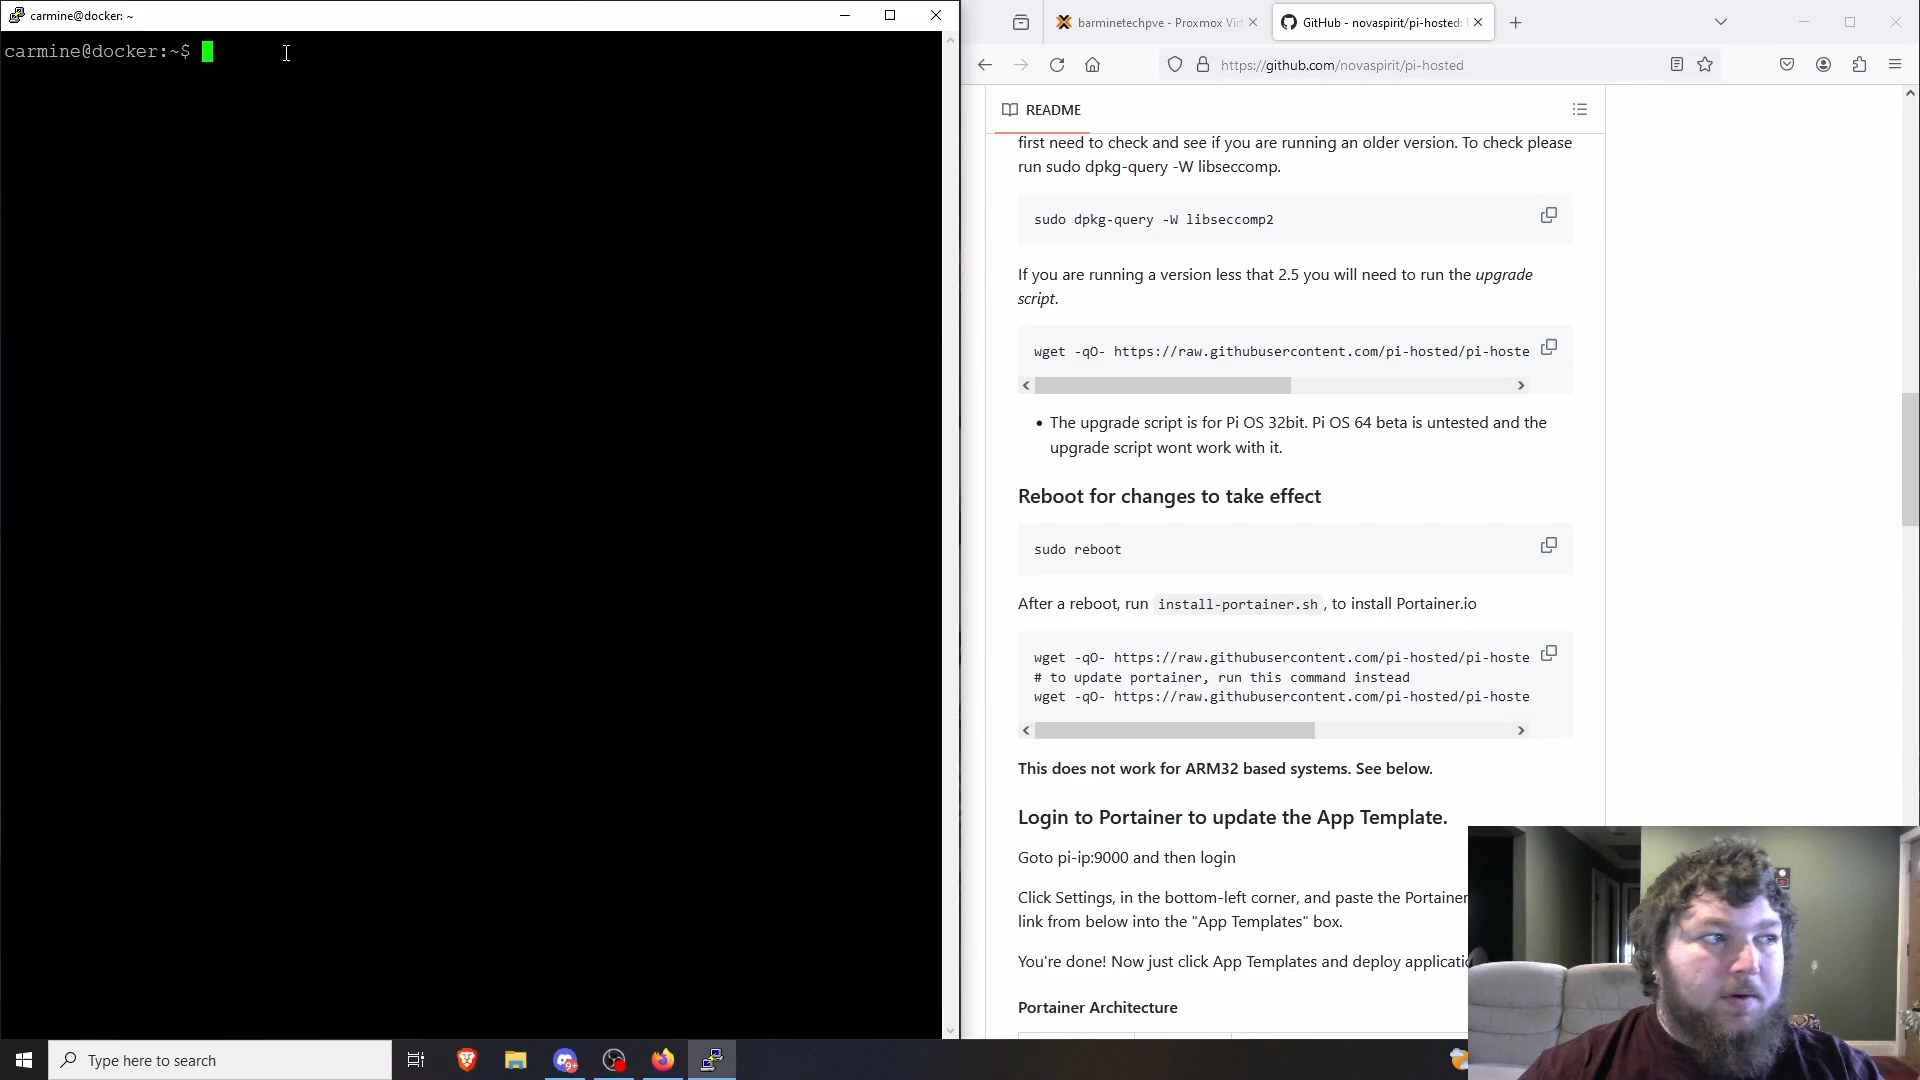 carmine@docker: ~
carmine@docker:~$
barminetechpve - Proxmox Virt
GitHub - novaspirit/pi-hosted:
https://github.com/novaspirit/pi-hosted
README
first need to check and see if you are running an older version. To check please
run sudo dpkg-query -W libseccomp.
sudo dpkg-query -W libseccomp2
If you are running a version less that 2.5 you will need to run the upgrade
script.
wget -qO- https://raw.githubusercontent.com/pi-hosted/pi-hoste
• The upgrade script is for Pi OS 32bit. Pi OS 64 beta is untested and the
upgrade script wont work with it.
Reboot for changes to take effect
sudo reboot
After a reboot, run install-portainer.sh, to install Portainer.io
wget -qO- https://raw.githubusercontent.com/pi-hosted/pi-hoste
# to update portainer, run this command instead
wget -qO- https://raw.githubusercontent.com/pi-hosted/pi-hoste
This does not work for ARM32 based systems. See below.
Login to Portainer to update the App Template.
Goto pi-ip:9000 and then login
Click Settings, in the bottom-left corner, and paste the Portainer
link from below into the "App Templates" box.
You're done! Now just click App Templates and deploy applicatio
Portainer Architecture
Type here to search